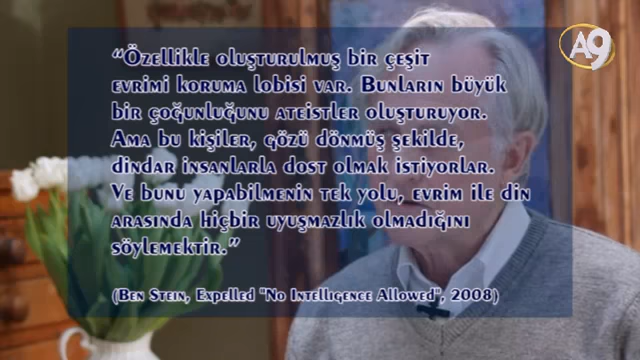 A9
“Özellikle oluşturulmuş bir çeşit
evrimi koruma lobisi var. Bunların büyük
bir çoğunluğunu ateistler oluşturuyor.
Ama bu kişiler, gözü dönmüş şekilde,
dindar insanlarla dost olmak istiyorlar.
Ve bunu yapabilmenin tek yolu, evrim ile din
arasında hiçbir uyuşmazlık olmadığını
söylemektir.”
(Ben Stein, Expelled "No Intelligence Allowed", 2008)